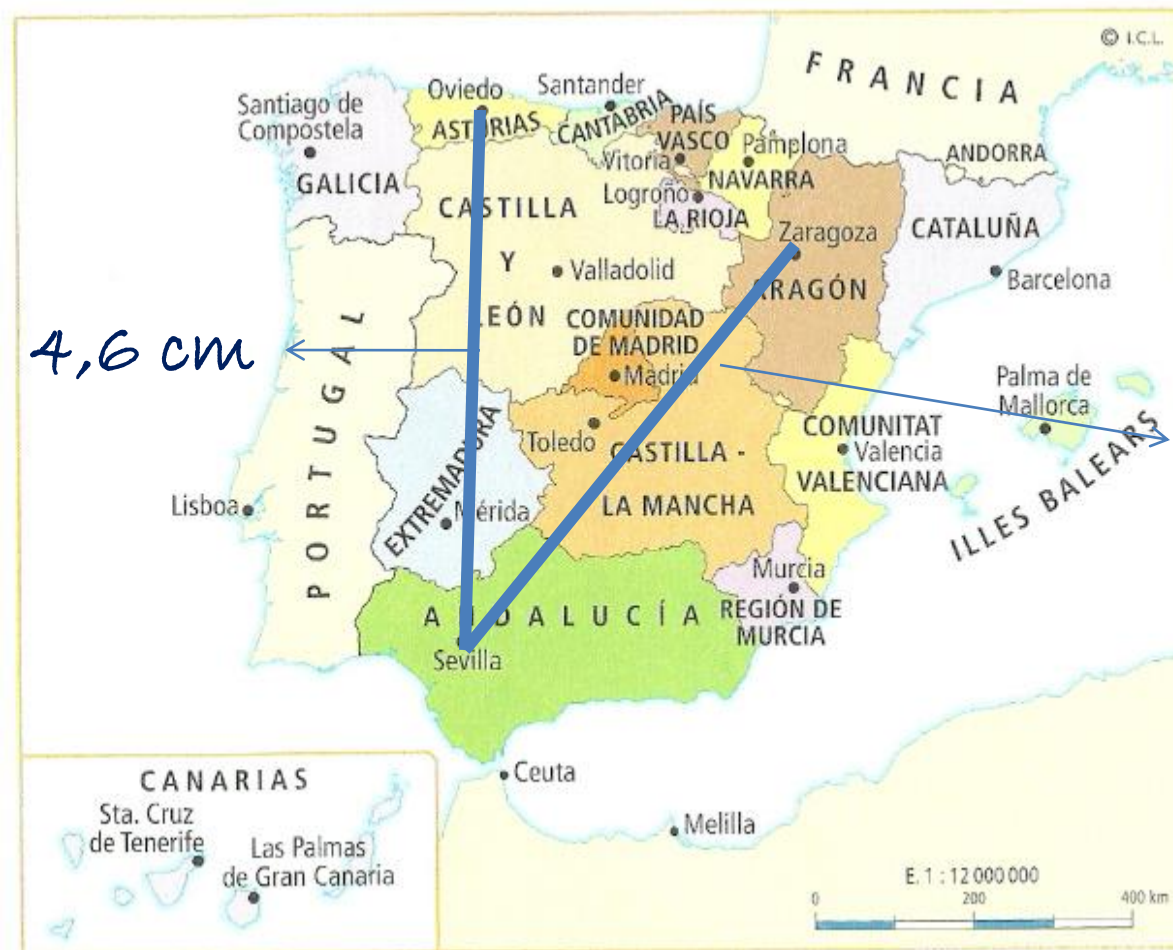 © I.C.L.
FRANCIA
Oviedo
Santander
Santiago de
Compostela
ASTURIAS
CANTABRIA
PAÍS
VASCO
Vitoria
Pamplona
NAVARRA
ANDORRA
GALICIA
Logroño
LA RIOJA
CASTILLA
Y
LEÓN
Zaragoza
ARAGÓN
CATALUÑA
Valladolid
Barcelona
COMUNIDAD
DE MADRID
Madrid
4,6 cm
PORTUGAL
Palma de
Mallorca
ILLES BALEARS
Toledo
CASTILLA -
LA MANCHA
COMUNITAT
Valencia
VALENCIANA
EXTREMADURA
Mérida
Lisboa
Murcia
REGIÓN DE
MURCIA
ANDALUCÍA
Sevilla
Ceuta
Melilla
CANARIAS
Sta. Cruz
de Tenerife
Las Palmas
de Gran Canaria
E. 1 : 12 000 000
0 200 400 km